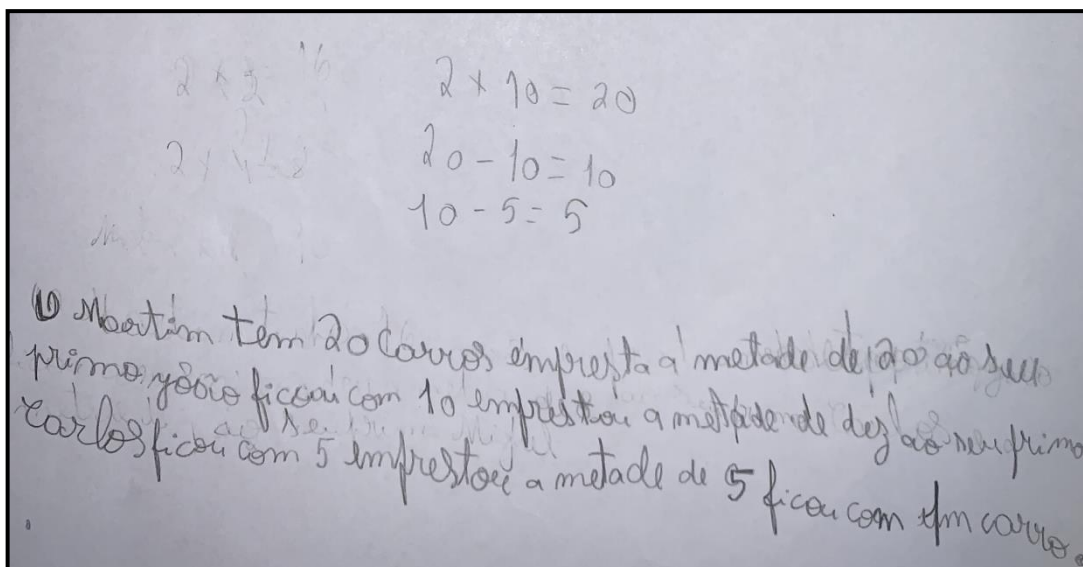 2 × 10 = 20
20 - 10 = 10
10 - 5 = 5
O Martim tem 20 carros empresta a metade de 20 ao seu
primo João ficou com 10 emprestou a metade de dez ao seu primo
Carlos ficou com 5 emprestou a metade de 5 ficou com um carro.